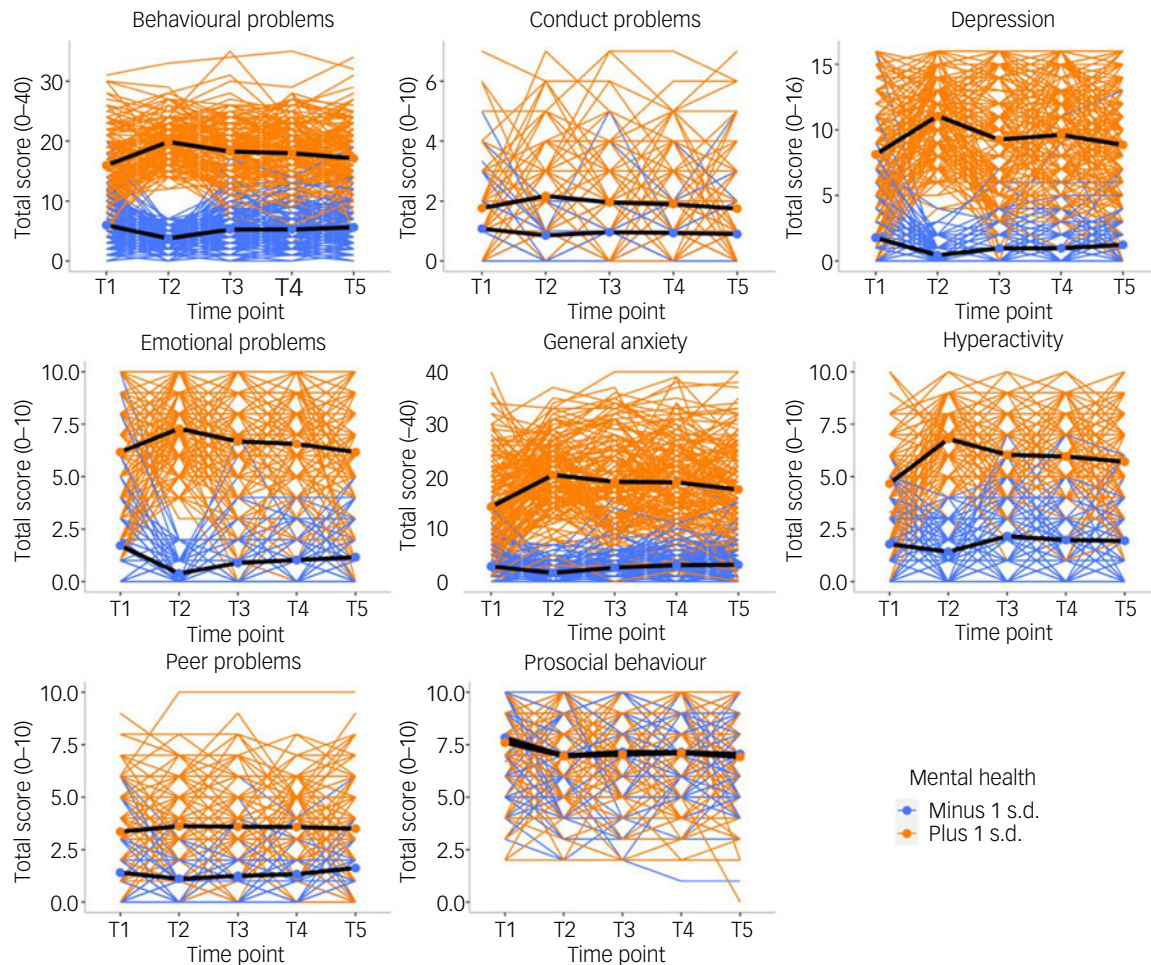 Behavioural problems
Total score (0–40)
30
20
10
0
T1 T2 T3 T4 T5
Time point
Conduct problems
Total score (0–10)
6
4
2
0
T1 T2 T3 T4 T5
Time point
Depression
Total score (0–16)
15
10
5
0
T1 T2 T3 T4 T5
Time point
Emotional problems
Total score (0–10)
10.0
7.5
5.0
2.5
0.0
T1 T2 T3 T4 T5
Time point
General anxiety
Total score (–40)
40
30
20
10
0
T1 T2 T3 T4 T5
Time point
Hyperactivity
Total score (0–10)
10.0
7.5
5.0
2.5
0.0
T1 T2 T3 T4 T5
Time point
Peer problems
Total score (0–10)
10.0
7.5
5.0
2.5
0.0
T1 T2 T3 T4 T5
Time point
Prosocial behaviour
Total score (0–10)
10.0
7.5
5.0
2.5
0.0
T1 T2 T3 T4 T5
Time point
Mental health
Minus 1 s.d.
Plus 1 s.d.